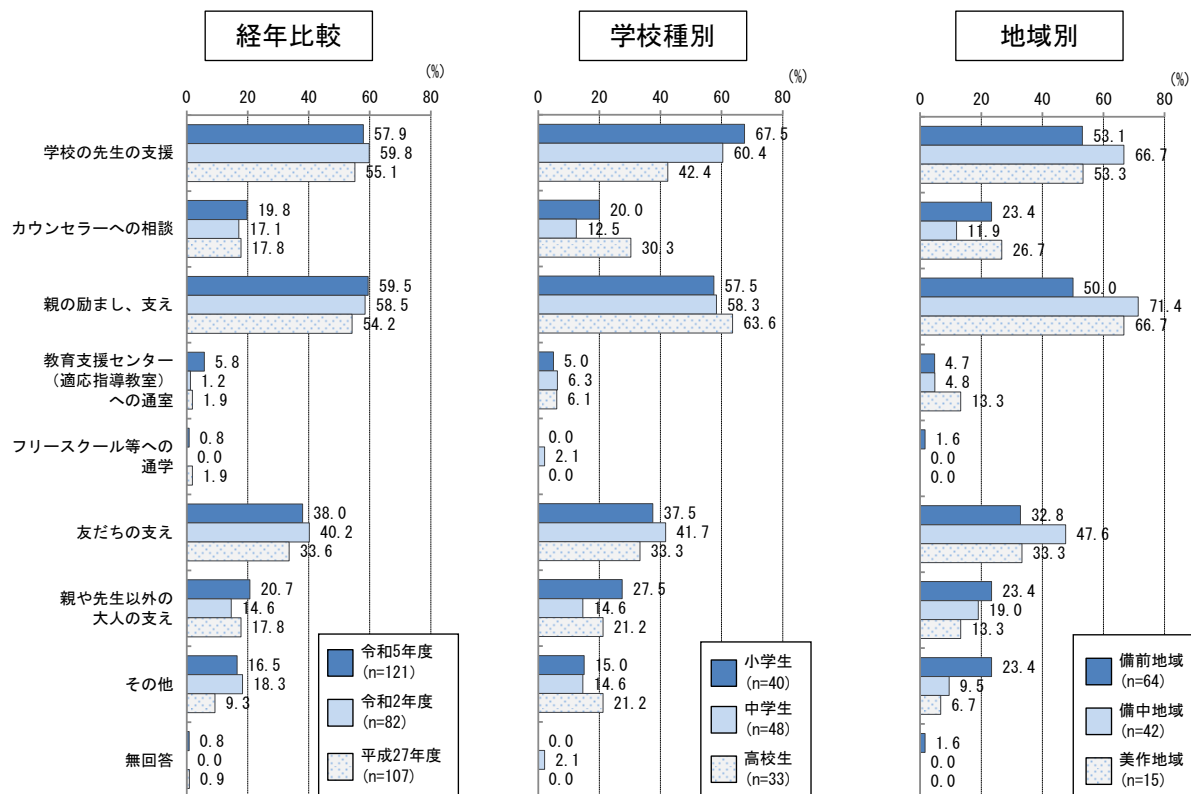 経年比較
学校種別
地域別
(%)
0 20 40 60 80
(%)
0 20 40 60 80
(%)
0 20 40 60 80
学校の先生の支援
57.9
59.8
55.1
67.5
60.4
42.4
53.1
66.7
53.3
カウンセラーへの相談
19.8
17.1
17.8
20.0
12.5
30.3
23.4
11.9
26.7
親の励まし、支え
59.5
58.5
54.2
57.5
58.3
63.6
50.0
71.4
66.7
教育支援センター
（適応指導教室）
への通室
5.8
1.2
1.9
5.0
6.3
6.1
4.7
4.8
13.3
フリースクール等への
通学
0.8
0.0
1.9
0.0
2.1
0.0
1.6
0.0
0.0
友だちの支え
38.0
40.2
33.6
37.5
41.7
33.3
32.8
47.6
33.3
親や先生以外の
大人の支え
20.7
14.6
17.8
27.5
14.6
21.2
23.4
19.0
13.3
その他
16.5
18.3
9.3
15.0
14.6
21.2
23.4
9.5
6.7
無回答
0.8
0.0
0.9
0.0
2.1
0.0
1.6
0.0
0.0
令和5年度
(n=121)
令和2年度
(n=82)
平成27年度
(n=107)
小学生
(n=40)
中学生
(n=48)
高校生
(n=33)
備前地域
(n=64)
備中地域
(n=42)
美作地域
(n=15)